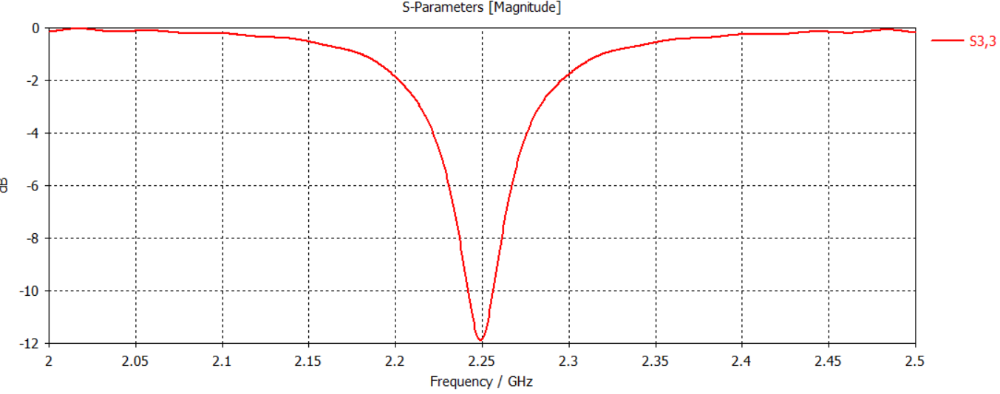 S-Parameters [Magnitude]
0
S3,3
-2
-4
dB
-6
-8
-10
-12
2 2.05 2.1 2.15 2.2 2.25 2.3 2.35 2.4 2.45 2.5
Frequency / GHz